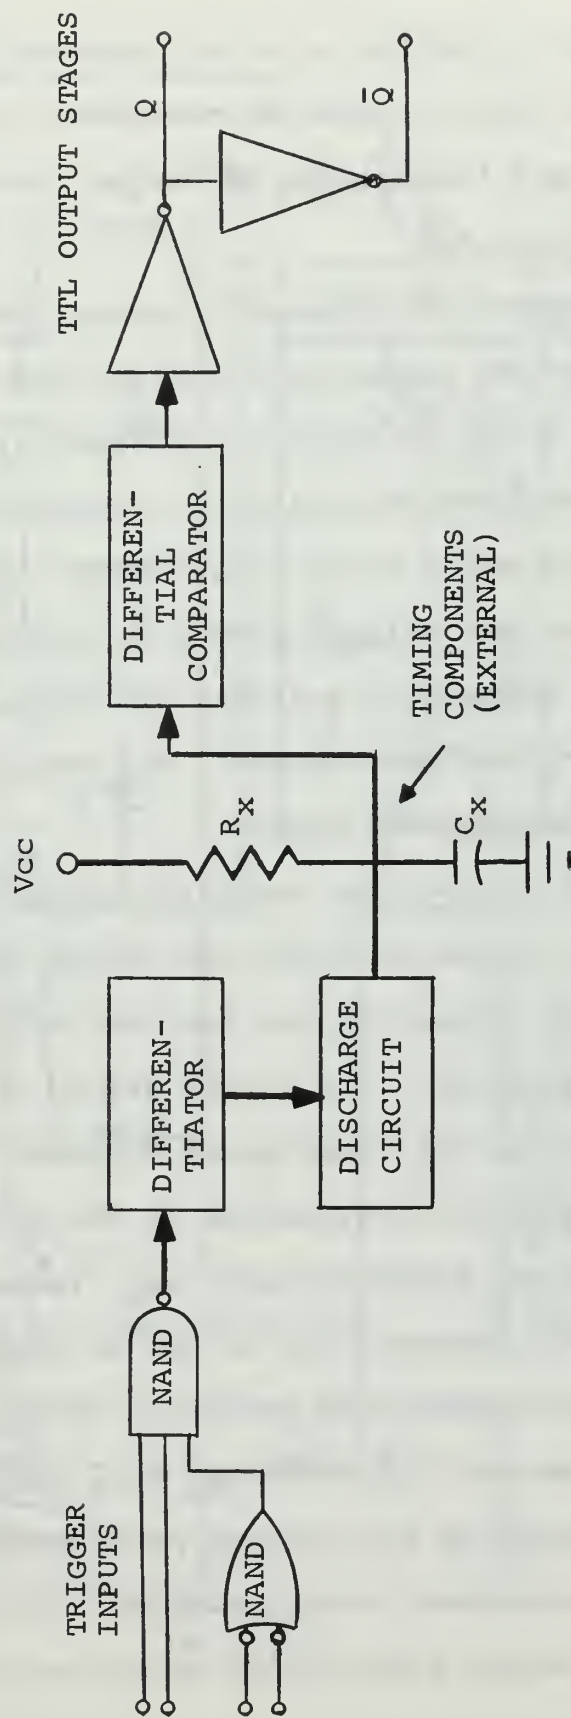 TRIGGER
INPUTS
NAND
NAND
DIFFEREN-
TIATOR
DISCHARGE
CIRCUIT
Vcc
RX
CX
TIMING
COMPONENTS
(EXTERNAL)
DIFFEREN-
TIAL
COMPARATOR
TTL OUTPUT STAGES
Q
Q̄